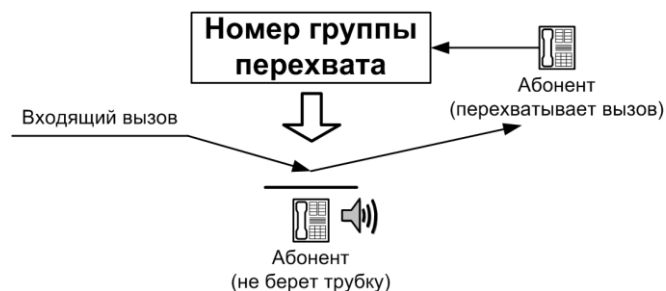 Номер группы
перехвата
Абонент
(перехватывает вызов)
Входящий вызов
Абонент
(не берет трубку)